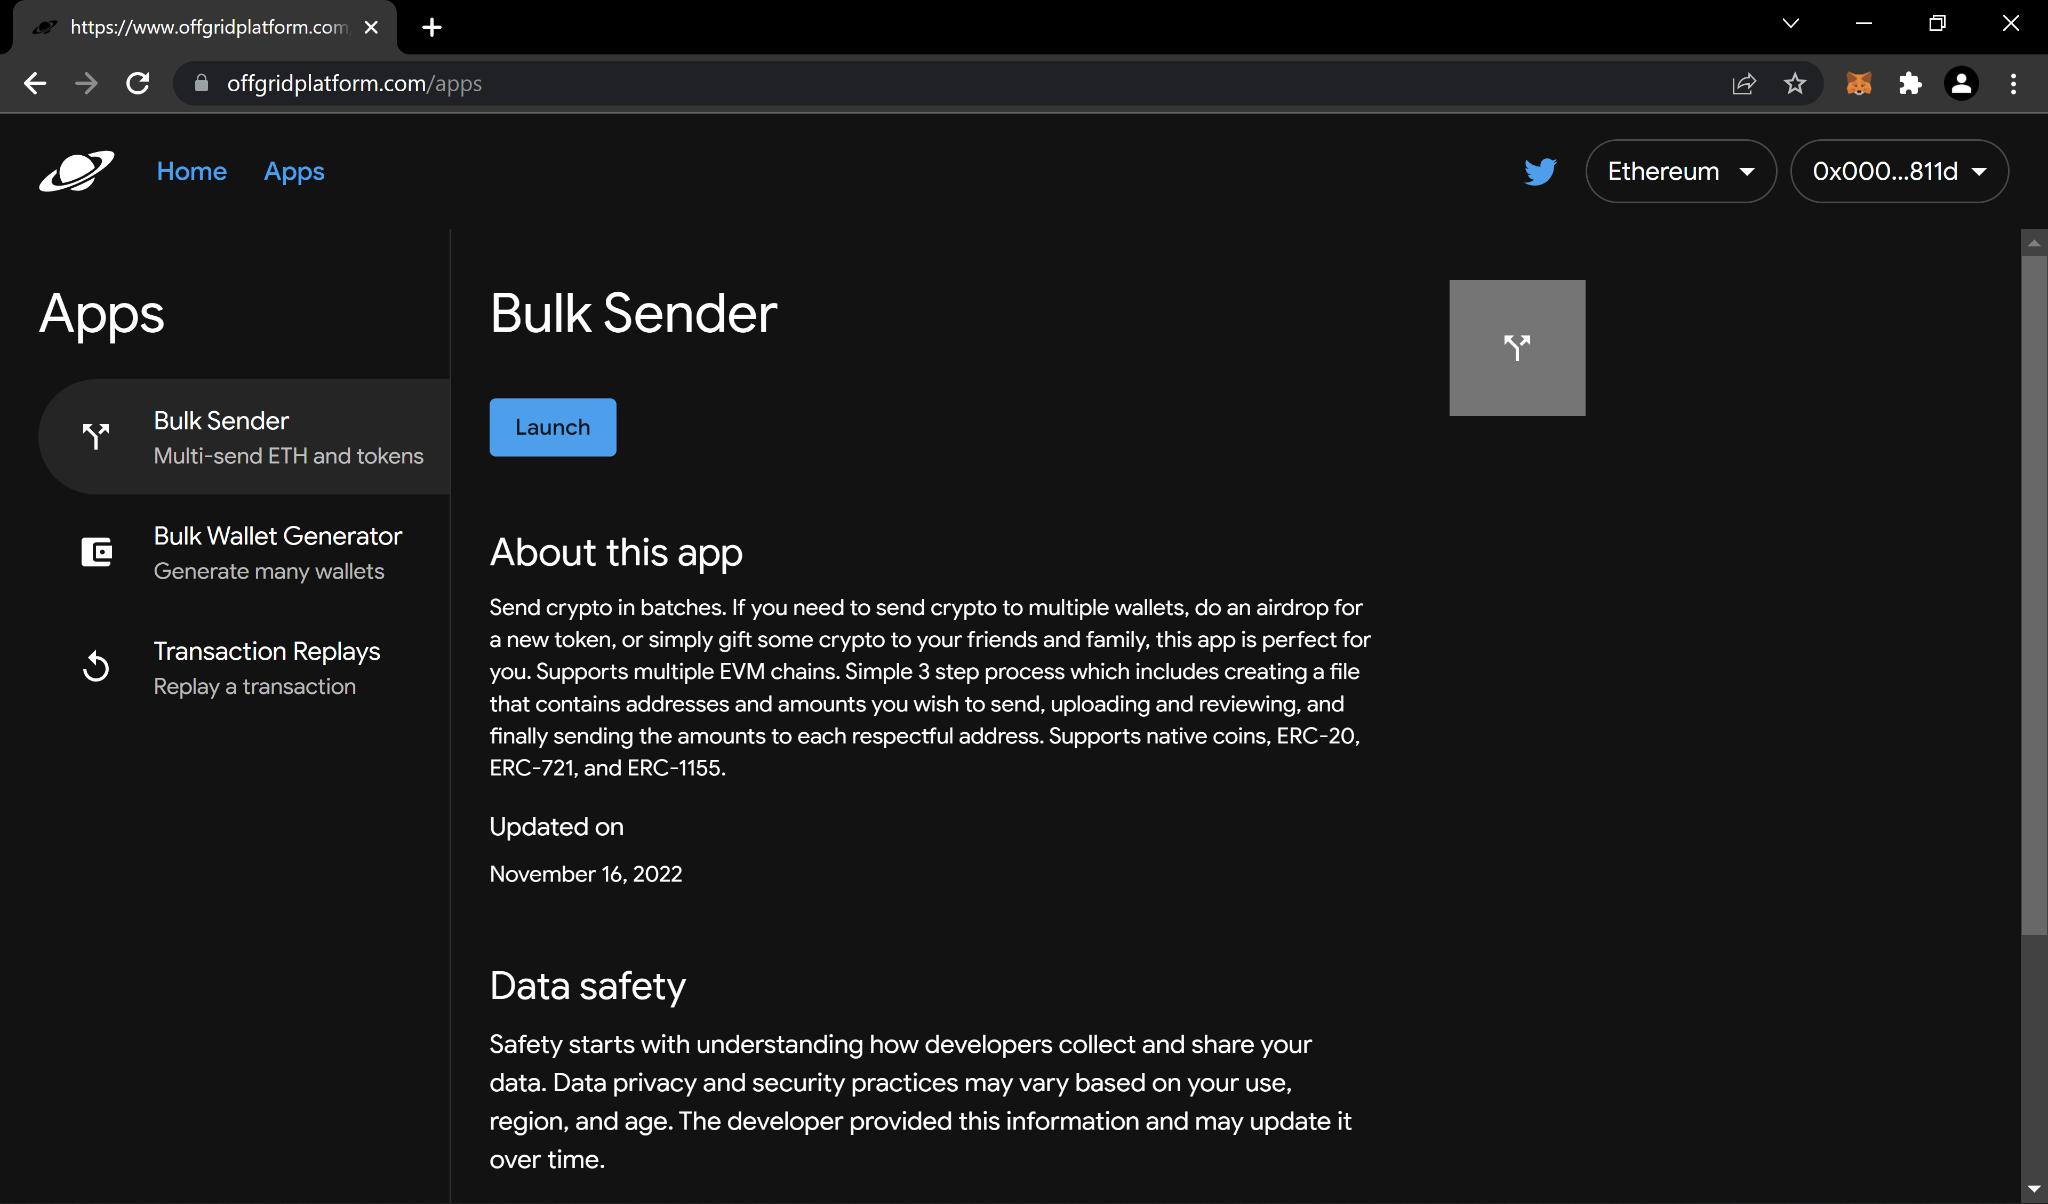 https://www.offgridplatform.com
offgridplatform.com/apps
Home
Apps
Ethereum
0x000...811d
Apps
Bulk Sender
Multi-send ETH and tokens
Bulk Wallet Generator
Generate many wallets
Transaction Replays
Replay a transaction
Bulk Sender
Launch
About this app
Send crypto in batches. If you need to send crypto to multiple wallets, do an airdrop for
a new token, or simply gift some crypto to your friends and family, this app is perfect for
you. Supports multiple EVM chains. Simple 3 step process which includes creating a file
that contains addresses and amounts you wish to send, uploading and reviewing, and
finally sending the amounts to each respectful address. Supports native coins, ERC-20,
ERC-721, and ERC-1155.
Updated on
November 16, 2022
Data safety
Safety starts with understanding how developers collect and share your
data. Data privacy and security practices may vary based on your use,
region, and age. The developer provided this information and may update it
over time.